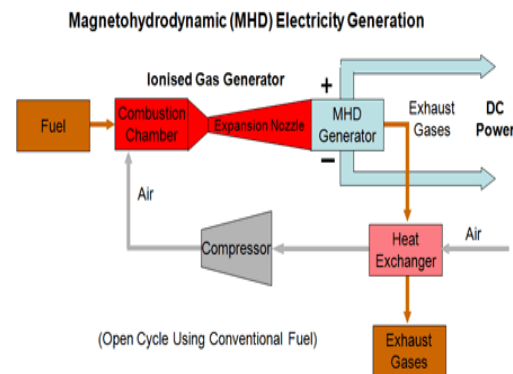 Magnetohydrodynamic (MHD) Electricity Generation
Ionised Gas Generator
Fuel
Combustion
Chamber
Expansion Nozzle
+
MHD
Generator
−
Exhaust
Gases
DC
Power
Air
Compressor
Heat
Exchanger
Air
(Open Cycle Using Conventional Fuel)
Exhaust
Gases